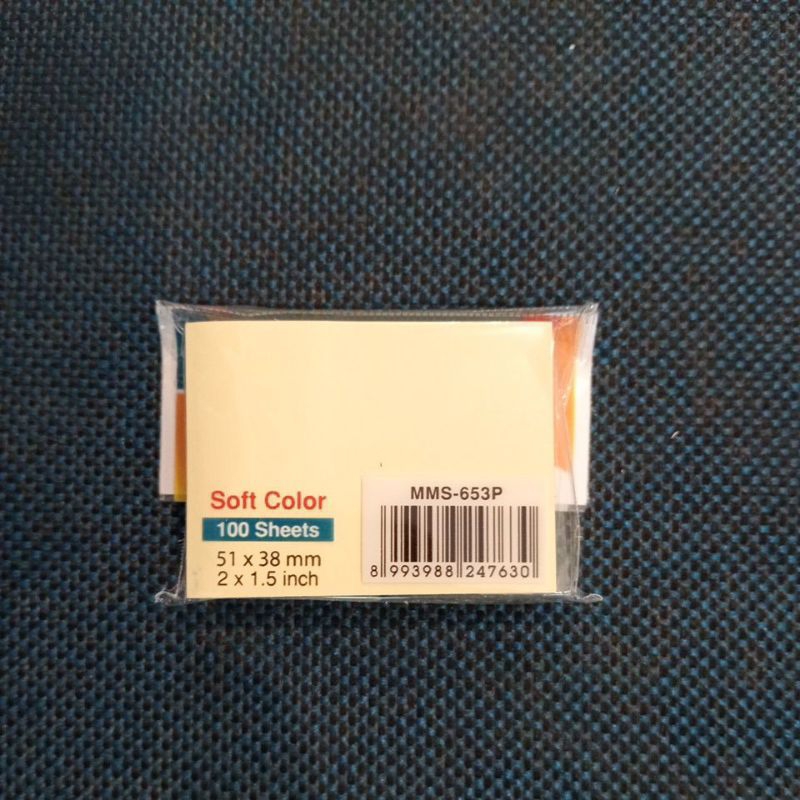 Soft Color
100 Sheets
51 x 38 mm
2 x 1.5 inch
MMS-653P
8 993988 247630